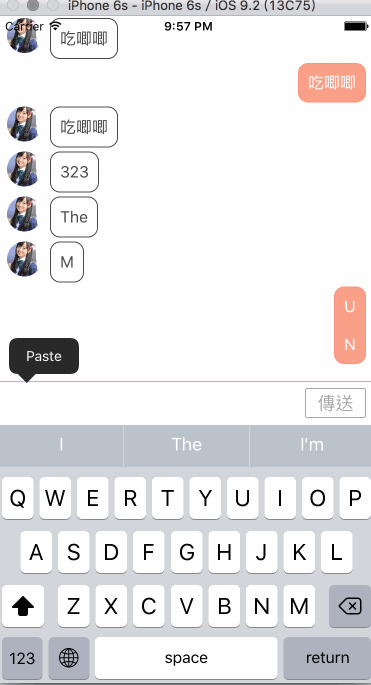 iPhone 6s - iPhone 6s / iOS 9.2 (13C75)
Carrier 9:57 PM
吃唧唧
吃唧唧
吃唧唧
323
The
M
U
N
Paste
傳送
I The I'm
Q W E R T Y U I O P
A S D F G H J K L
Z X C V B N M
123 space return